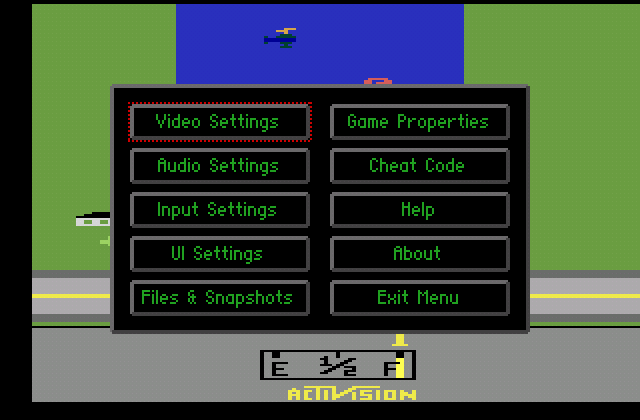 Video Settings
Game Properties
Audio Settings
Cheat Code
Input Settings
Help
UI Settings
About
Files & Snapshots
Exit Menu
E 1/2 F
ACTIVISION